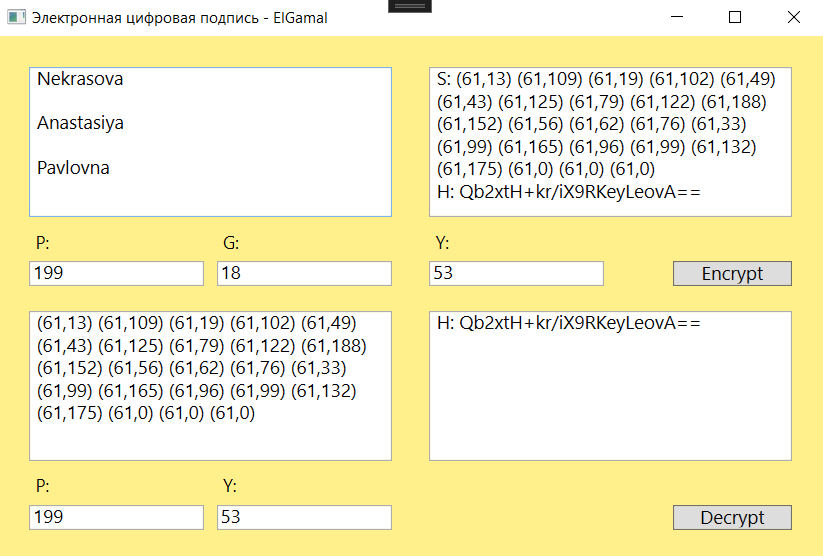 Электронная цифровая подпись - ElGamal
Nekrasova
Anastasiya
Pavlovna
S: (61,13) (61,109) (61,19) (61,102) (61,49)
(61,43) (61,125) (61,79) (61,122) (61,188)
(61,152) (61,56) (61,62) (61,76) (61,33)
(61,99) (61,165) (61,96) (61,99) (61,132)
(61,175) (61,0) (61,0) (61,0)
H: Qb2xtH+kr/iX9RKeyLeovA==
P:
G:
Y:
199
18
53
Encrypt
(61,13) (61,109) (61,19) (61,102) (61,49)
(61,43) (61,125) (61,79) (61,122) (61,188)
(61,152) (61,56) (61,62) (61,76) (61,33)
(61,99) (61,165) (61,96) (61,99) (61,132)
(61,175) (61,0) (61,0) (61,0)
H: Qb2xtH+kr/iX9RKeyLeovA==
P:
Y:
199
53
Decrypt